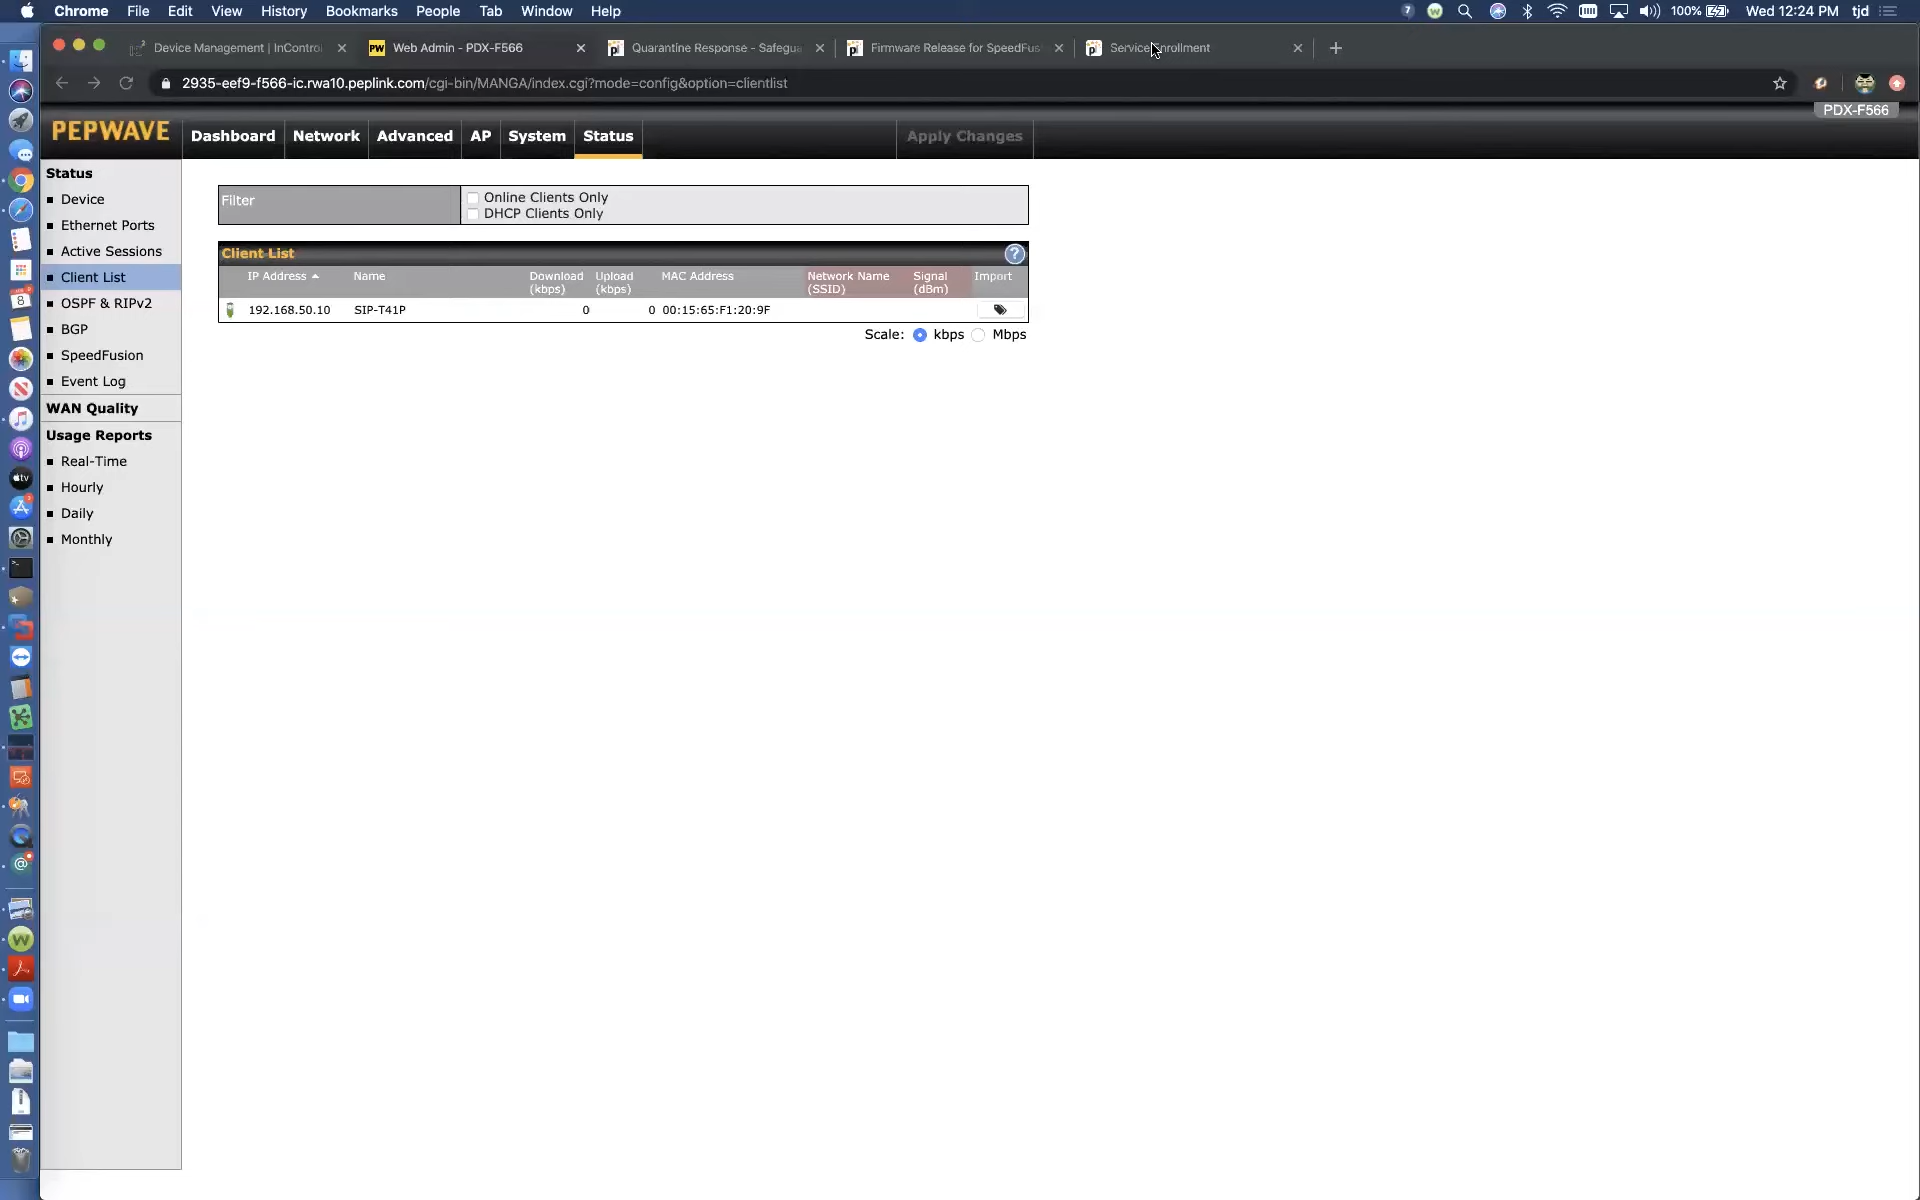 Chrome File Edit View History Bookmarks People Tab Window Help 7 W 100% Wed 12:24 PM tjd
Device Management | InContro PW Web Admin - PDX-F566 Quarantine Response - Safegua Firmware Release for SpeedFus Service Enrollment
2935-eef9-f566-ic.rwa10.peplink.com/cgi-bin/MANGA/index.cgi?mode=config&option=clientlist
PDX-F566
PEPWAVE Dashboard Network Advanced AP System Status Apply Changes
Status
Device
Ethernet Ports
Active Sessions
Client List
OSPF & RIPv2
BGP
SpeedFusion
Event Log
WAN Quality
Usage Reports
Real-Time
Hourly
Daily
Monthly
Filter
Online Clients Only
DHCP Clients Only
Client List ?
IP Address Name Download (kbps) Upload (kbps) MAC Address Network Name (SSID) Signal (dBm) Import
192.168.50.10 SIP-T41P 0 0 00:15:65:F1:20:9F
Scale: kbps Mbps